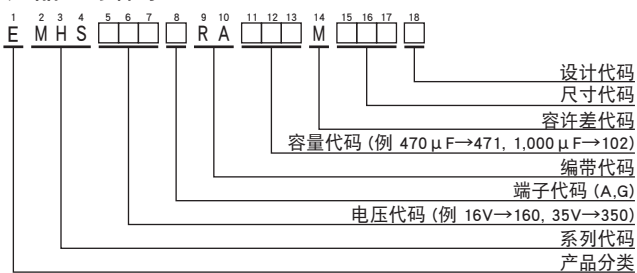 1 2 3 4 5 6 7 8 9 10 11 12 13 14 15 16 17 18
E M H S □□□ □ R A □□□ M □□□ □
设计代码
尺寸代码
容许差代码
容量代码 (例 470μF→471, 1,000μF→102)
编带代码
端子代码 (A,G)
电压代码 (例 16V→160, 35V→350)
系列代码
产品分类